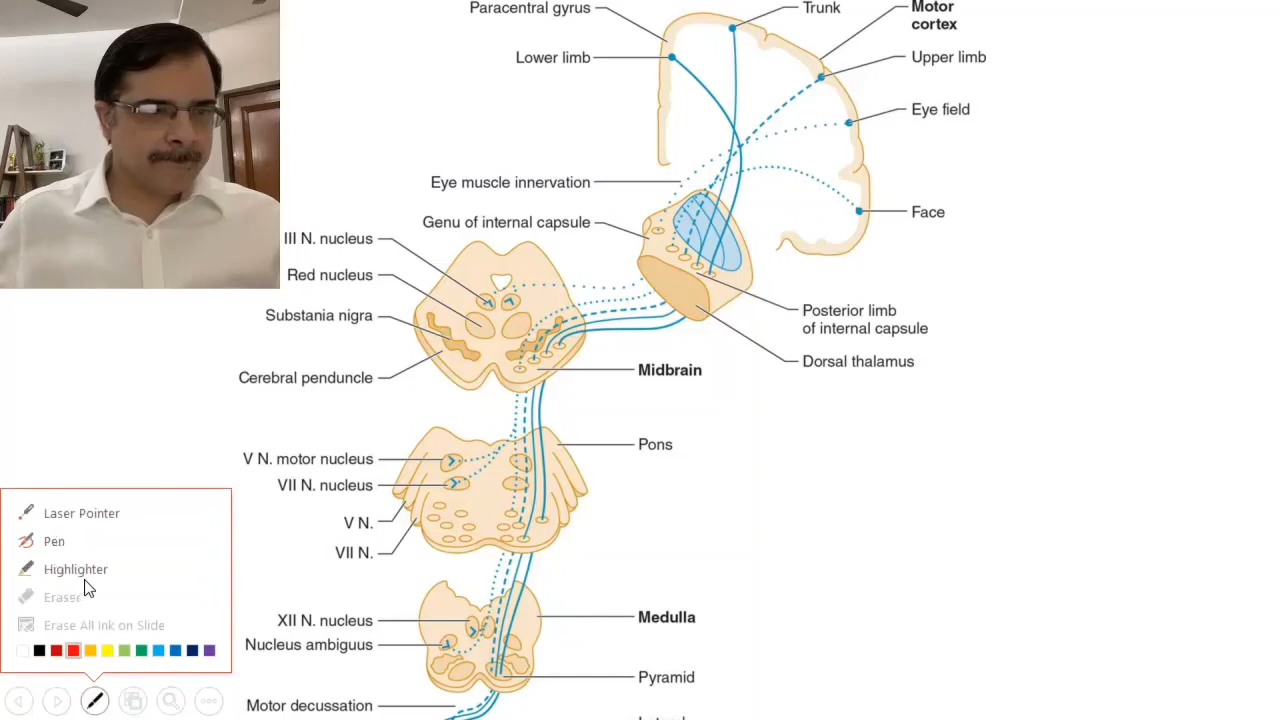 Paracentral gyrus
Trunk
Motor
cortex
Lower limb
Upper limb
Eye field
Eye muscle innervation
Genu of internal capsule
Face
III N. nucleus
Red nucleus
Substania nigra
Posterior limb
of internal capsule
Dorsal thalamus
Cerebral penduncle
Midbrain
Pons
V N. motor nucleus
VII N. nucleus
V N.
VII N.
XII N. nucleus
Medulla
Nucleus ambiguus
Pyramid
Motor decussation
Laser Pointer
Pen
Highlighter
Eraser
Erase All Ink on Slide